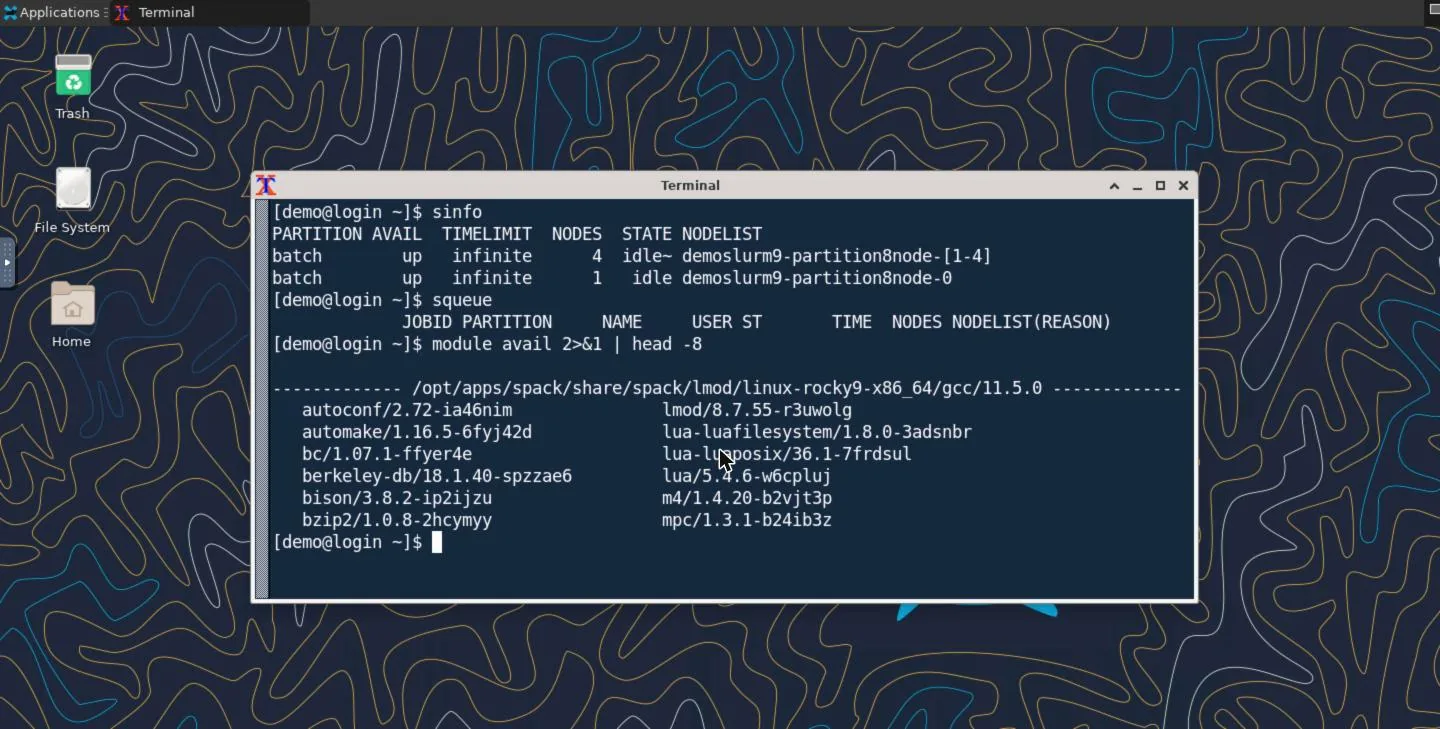 Applications
Terminal
Trash
File System
Home
Terminal
[demo@login ~]$ sinfo
PARTITION AVAIL  TIMELIMIT  NODES  STATE NODELIST
batch        up   infinite      4  idle~ demoslurm9-partition8node-[1-4]
batch        up   infinite      1   idle demoslurm9-partition8node-0
[demo@login ~]$ squeue
             JOBID PARTITION     NAME     USER ST       TIME  NODES NODELIST(REASON)
[demo@login ~]$ module avail 2>&1 | head -8
------------- /opt/apps/spack/share/spack/lmod/linux-rocky9-x86_64/gcc/11.5.0 -------------
   autoconf/2.72-ia46nim               lmod/8.7.55-r3uwolg
   automake/1.16.5-6fyj42d             lua-luafilesystem/1.8.0-3adsnbr
   bc/1.07.1-ffyer4e                   lua-luaposix/36.1-7frdsul
   berkeley-db/18.1.40-spzzae6         lua/5.4.6-w6cpluj
   bison/3.8.2-ip2ijzu                 m4/1.4.20-b2vjt3p
   bzip2/1.0.8-2hcymyy                 mpc/1.3.1-b24ib3z
[demo@login ~]$